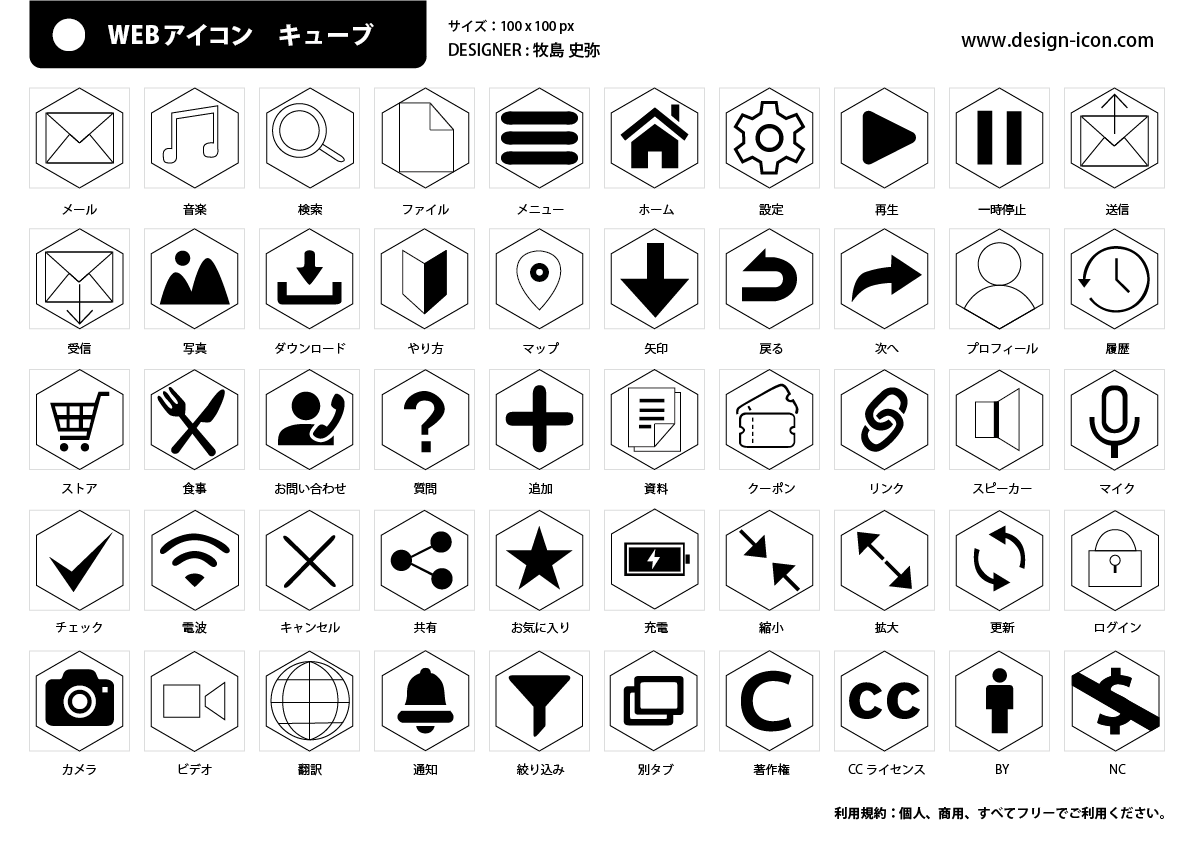 WEBアイコン　キューブ
サイズ：100 x 100 px
DESIGNER : 牧島 史弥
www.design-icon.com
メール 音楽 検索 ファイル メニュー ホーム 設定 再生 一時停止 送信
受信 写真 ダウンロード やり方 マップ 矢印 戻る 次へ プロフィール 履歴
ストア 食事 お問い合わせ 質問 追加 資料 クーポン リンク スピーカー マイク
チェック 電波 キャンセル 共有 お気に入り 充電 縮小 拡大 更新 ログイン
C CC
カメラ ビデオ 翻訳 通知 絞り込み 別タブ 著作権 CC ライセンス BY NC
利用規約：個人、商用、すべてフリーでご利用ください。